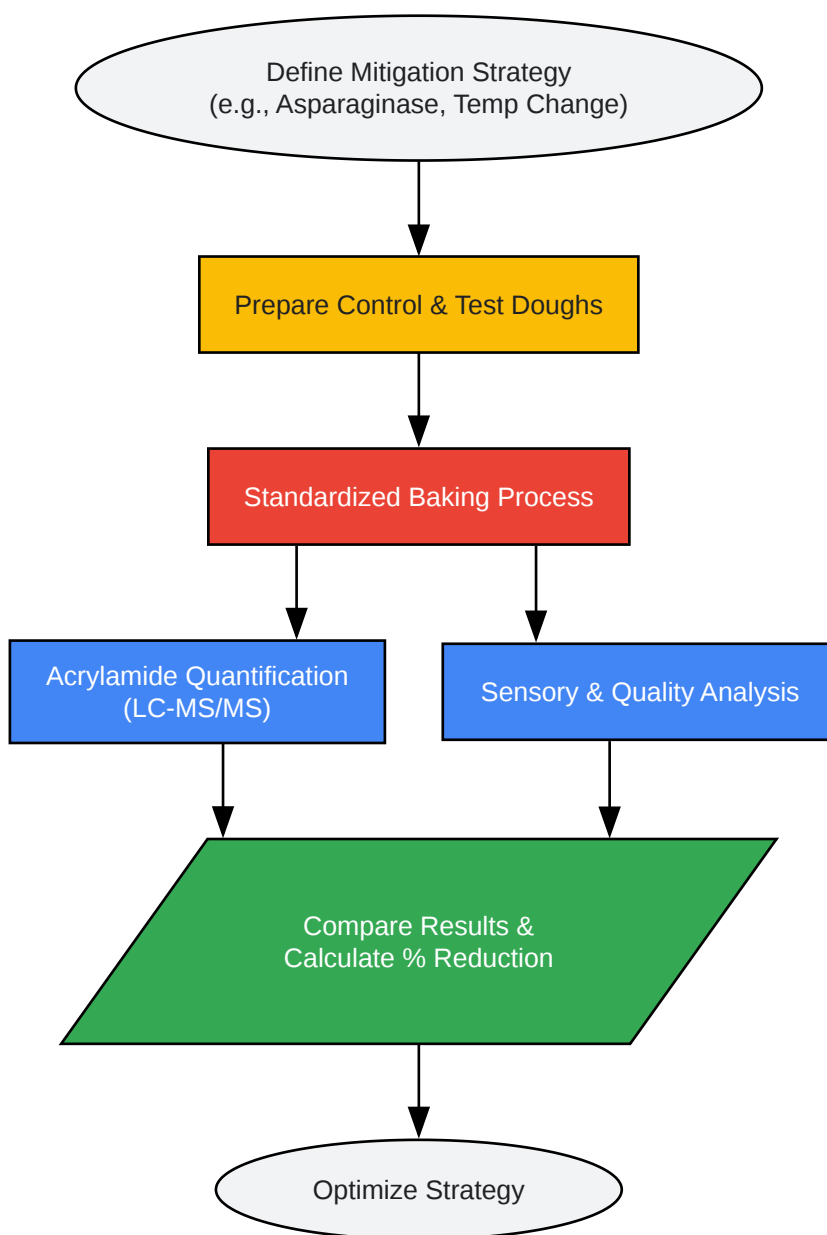 Define Mitigation Strategy
(e.g., Asparaginase, Temp Change)
Prepare Control & Test Doughs
Standardized Baking Process
Acrylamide Quantification
(LC-MS/MS)
Sensory & Quality Analysis
Compare Results &
Calculate % Reduction
Optimize Strategy